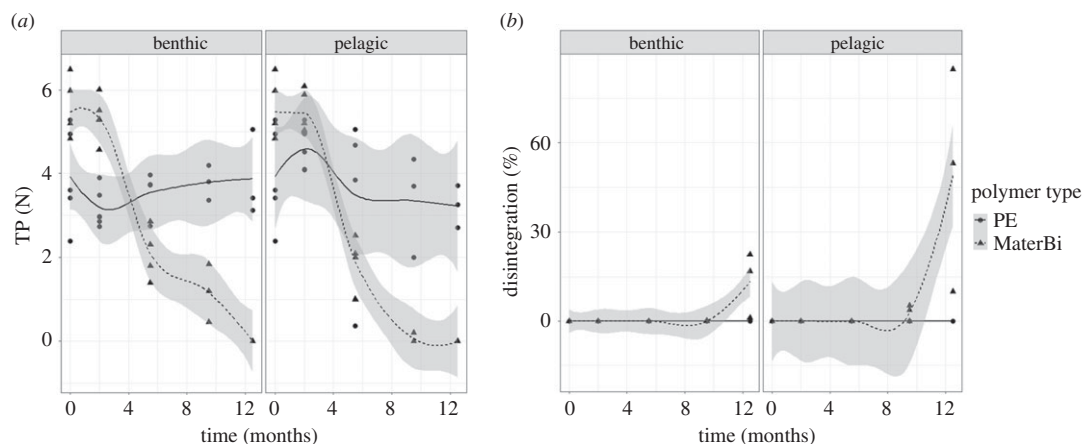 (a)
benthic
pelagic
TP (N)
6
4
2
0
0 4 8 12
0 4 8 12
time (months)
(b)
benthic
pelagic
disintegration (%)
60
30
0
0 4 8 12
0 4 8 12
time (months)
polymer type
PE
MaterBi